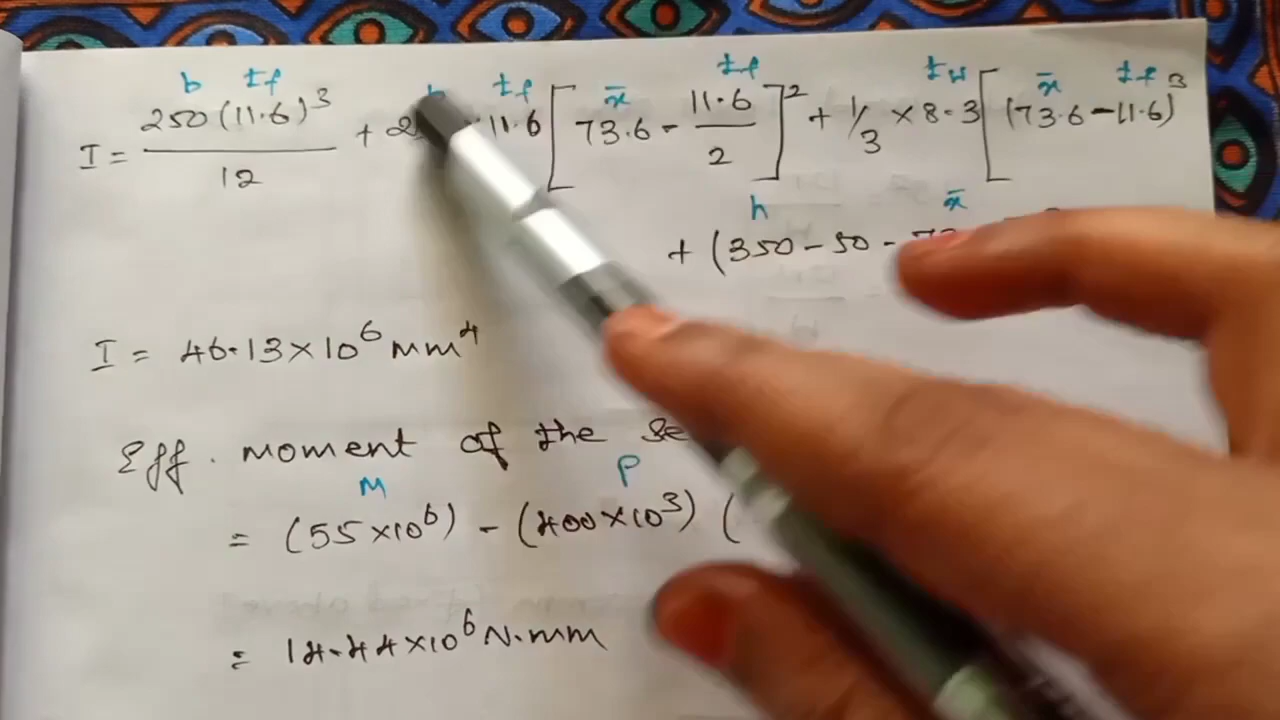 b tf tf x̄ tf tw x̄ tf
I = 250(11.6)³/12 + × 11.6 [73.6 - 11.6/2]² + 1/3 × 8.3 [(73.6 - 11.6)³
h x̄
+ (350 - 50 -
I = 46.13 × 10⁶ mm⁴
Eff. moment of the
M P
= (55 × 10⁶) - (400 × 10³) (
= 14.44 × 10⁶ N.mm